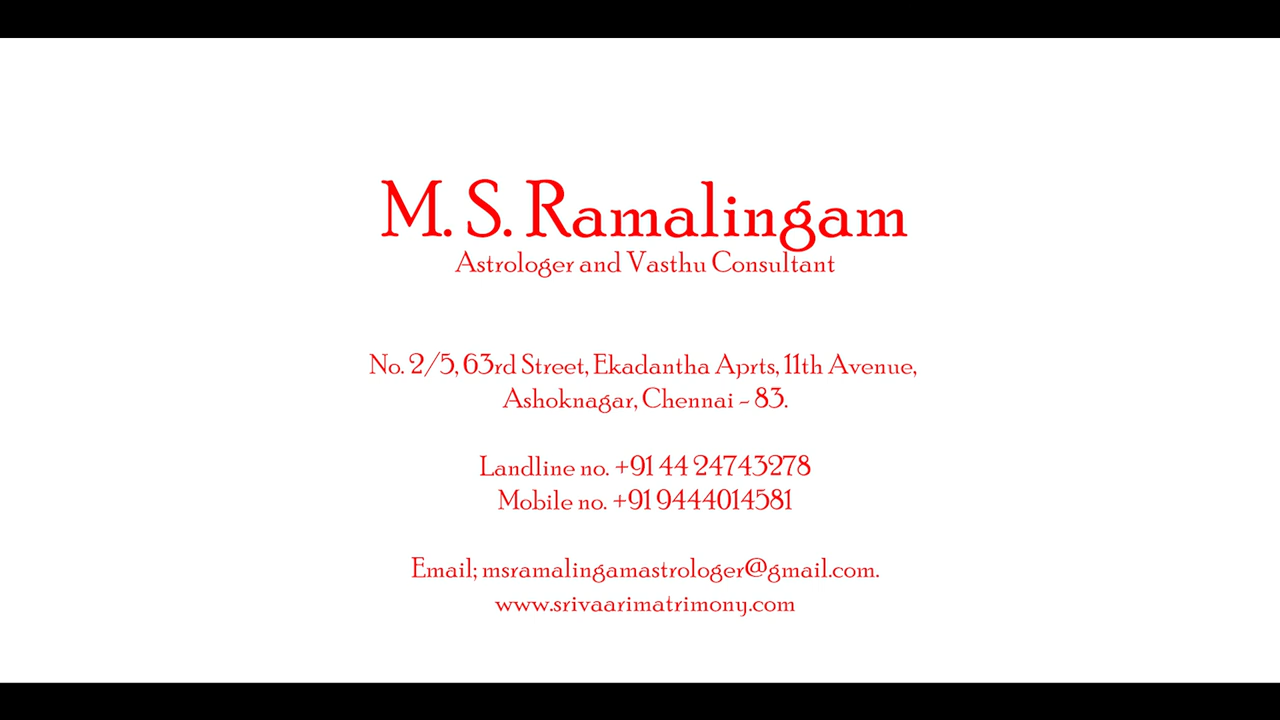 M. S. Ramalingam
Astrologer and Vasthu Consultant
No. 2/5, 63rd Street, Ekadantha Aprts, 11th Avenue,
Ashoknagar, Chennai - 83.
Landline no. +91 44 24743278
Mobile no. +91 9444014581
Email; msramalingamastrologer@gmail.com.
www.srivaarimatrimony.com